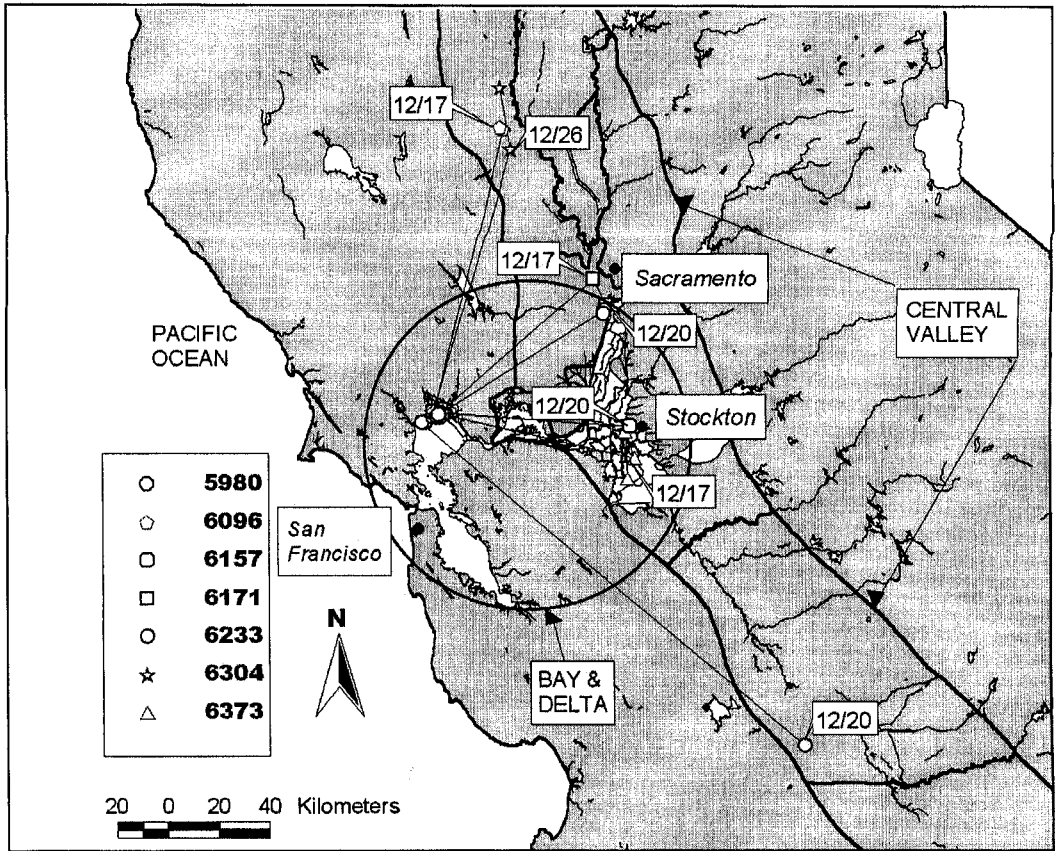 12/17
12/26
12/17
Sacramento
PACIFIC
OCEAN
CENTRAL
VALLEY
12/20
12/20
Stockton
12/17
5980
6096
6157
6171
6233
6304
6373
San
Francisco
N
BAY &
DELTA
12/20
20 0 20 40 Kilometers